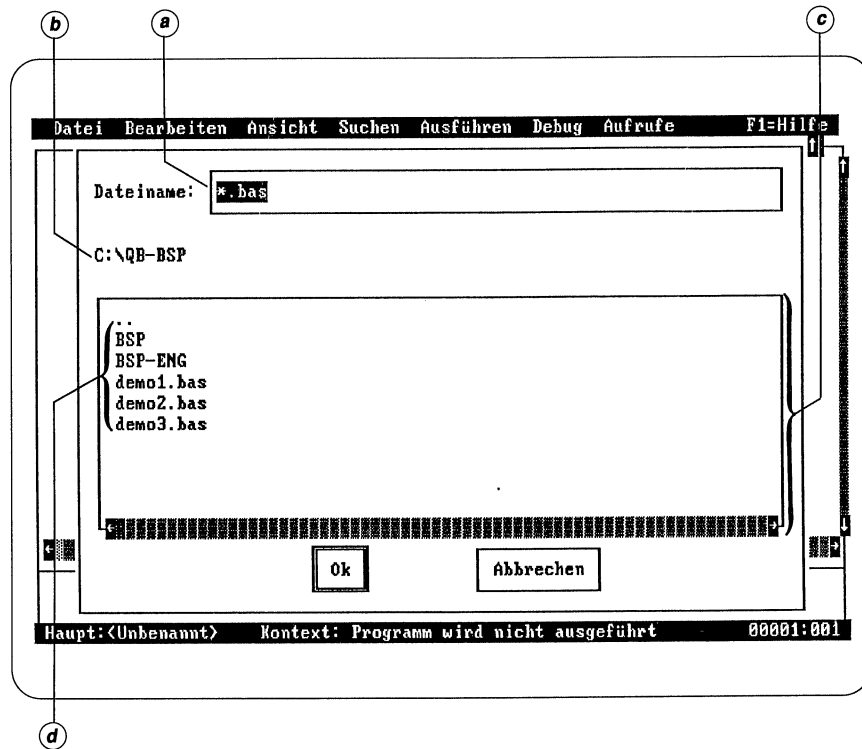 b a c
Datei Bearbeiten Ansicht Suchen Ausführen Debug Aufrufe F1=Hilfe
Dateiname: *.bas
C:\QB-BSP
..
BSP
BSP-ENG
demo1.bas
demo2.bas
demo3.bas
Ok Abbrechen
Haupt:<Unbenannt> Kontext: Programm wird nicht ausgeführt 00001:001
d